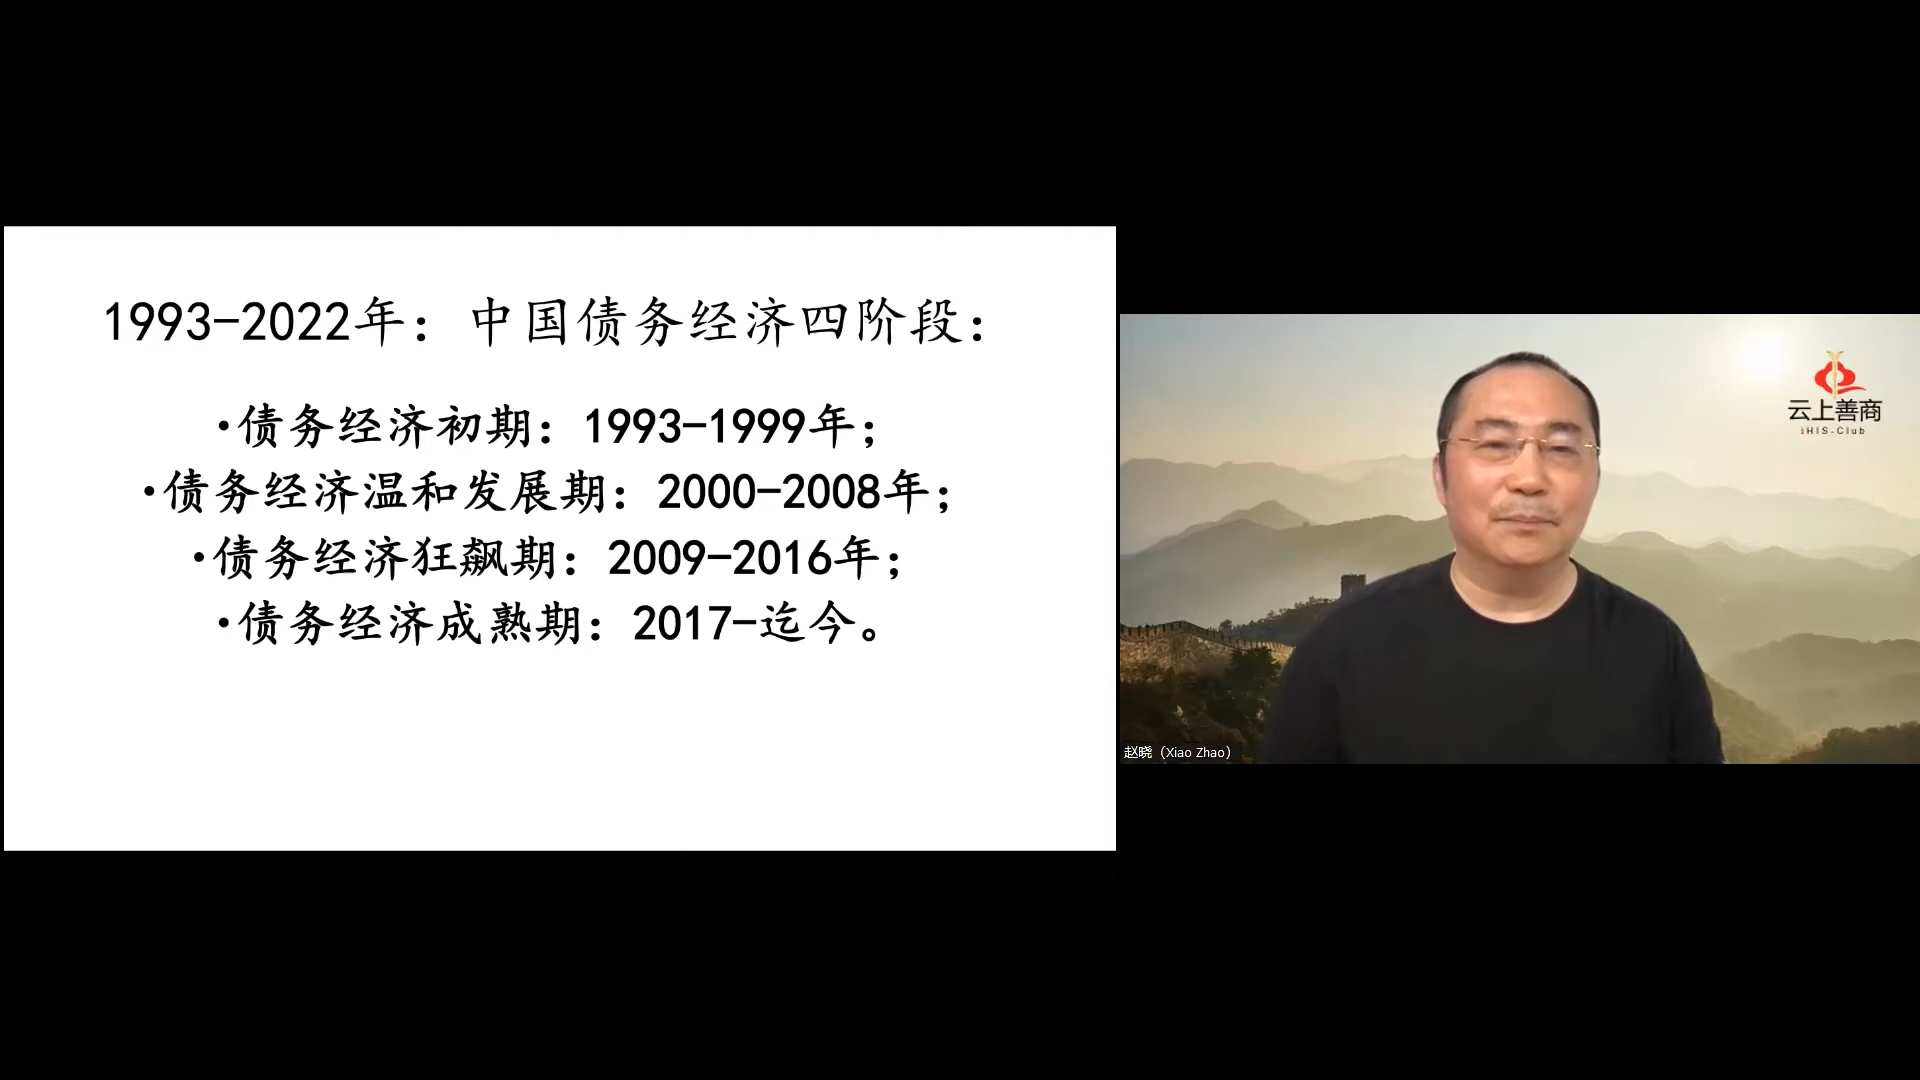 1993-2022年：中国债务经济四阶段：
•债务经济初期：1993-1999年；
•债务经济温和发展期：2000-2008年；
•债务经济狂飙期：2009-2016年；
•债务经济成熟期：2017-迄今。
云上善商
iHIS-Club
赵晓（Xiao Zhao）